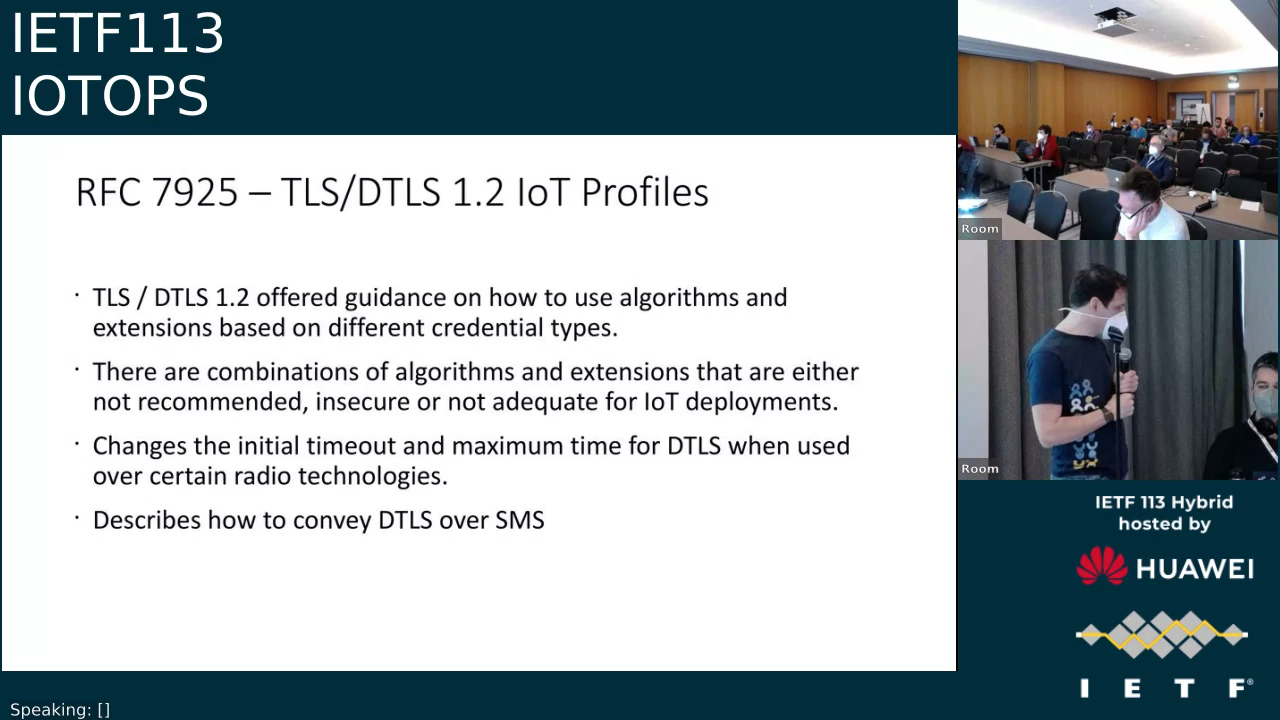 IETF113
IOTOPS
RFC 7925 – TLS/DTLS 1.2 IoT Profiles
· TLS / DTLS 1.2 offered guidance on how to use algorithms and
extensions based on different credential types.
· There are combinations of algorithms and extensions that are either
not recommended, insecure or not adequate for IoT deployments.
· Changes the initial timeout and maximum time for DTLS when used
over certain radio technologies.
· Describes how to convey DTLS over SMS
Room
Room
IETF 113 Hybrid
hosted by
HUAWEI
I E T F®
Speaking: []